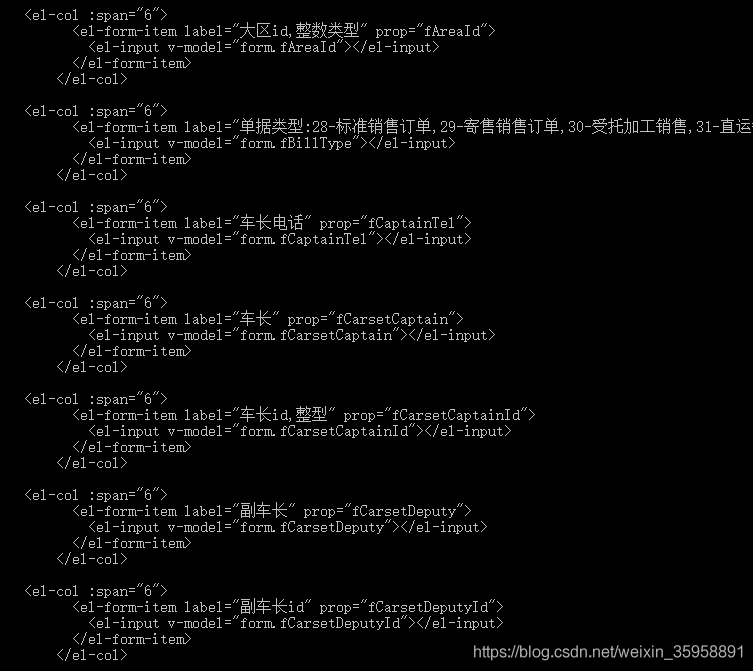 <el-col :span="6">
<el-form-item label="大区id,整数类型" prop="fAreaId">
<el-input v-model="form.fAreaId"></el-input>
</el-form-item>
</el-col>
<el-col :span="6">
<el-form-item label="单据类型:28-标准销售订单,29-寄售销售订单,30-受托加工销售,31-直运
<el-input v-model="form.fBillType"></el-input>
</el-form-item>
</el-col>
<el-col :span="6">
<el-form-item label="车长电话" prop="fCaptainTel">
<el-input v-model="form.fCaptainTel"></el-input>
</el-form-item>
</el-col>
<el-col :span="6">
<el-form-item label="车长" prop="fCarsetCaptain">
<el-input v-model="form.fCarsetCaptain"></el-input>
</el-form-item>
</el-col>
<el-col :span="6">
<el-form-item label="车长id,整型" prop="fCarsetCaptainId">
<el-input v-model="form.fCarsetCaptainId"></el-input>
</el-form-item>
</el-col>
<el-col :span="6">
<el-form-item label="副车长" prop="fCarsetDeputy">
<el-input v-model="form.fCarsetDeputy"></el-input>
</el-form-item>
</el-col>
<el-col :span="6">
<el-form-item label="副车长id" prop="fCarsetDeputyId">
<el-input v-model="form.fCarsetDeputyId"></el-input>
</el-form-item>
</el-col>
https://blog.csdn.net/weixin_35958891